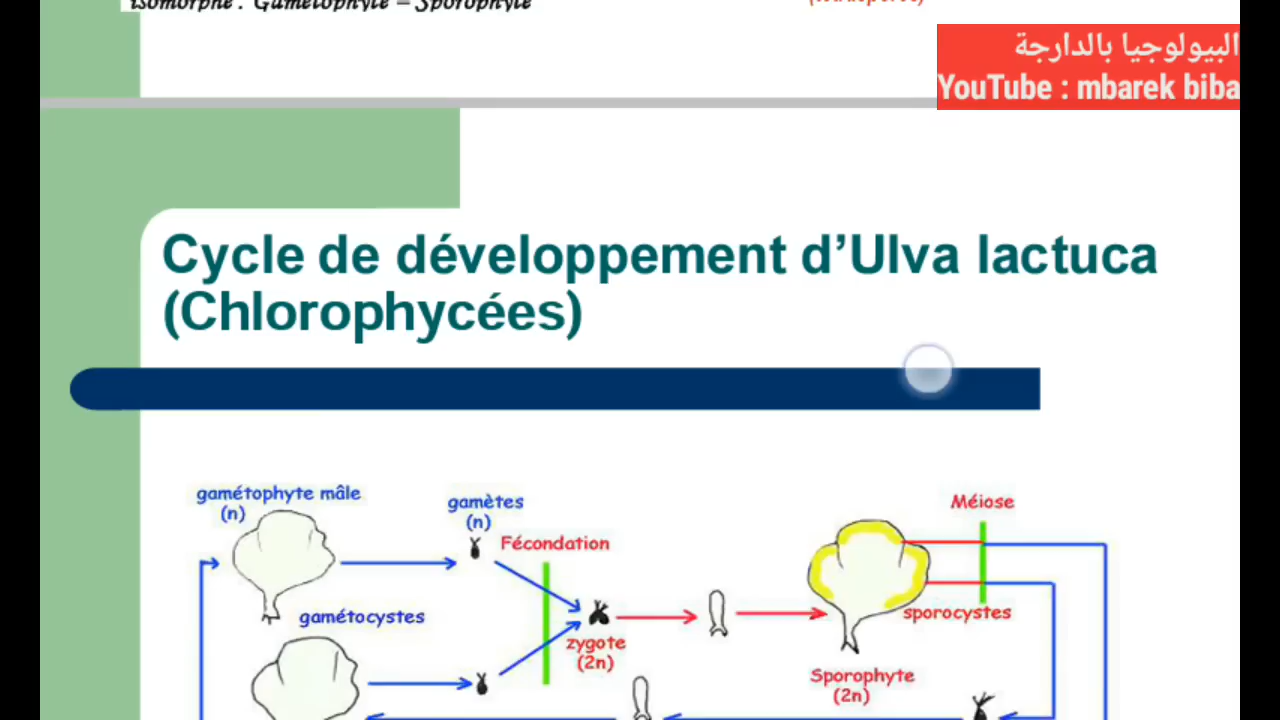 isomorphe : Gamétophyte – Sporophyte
البيولوجيا بالدارجة
YouTube : mbarek biba
Cycle de développement d’Ulva lactuca
(Chlorophycées)
gamétophyte mâle
(n)
gamètes
(n)
Fécondation
Méiose
gamétocystes
sporocystes
zygote
(2n)
Sporophyte
(2n)